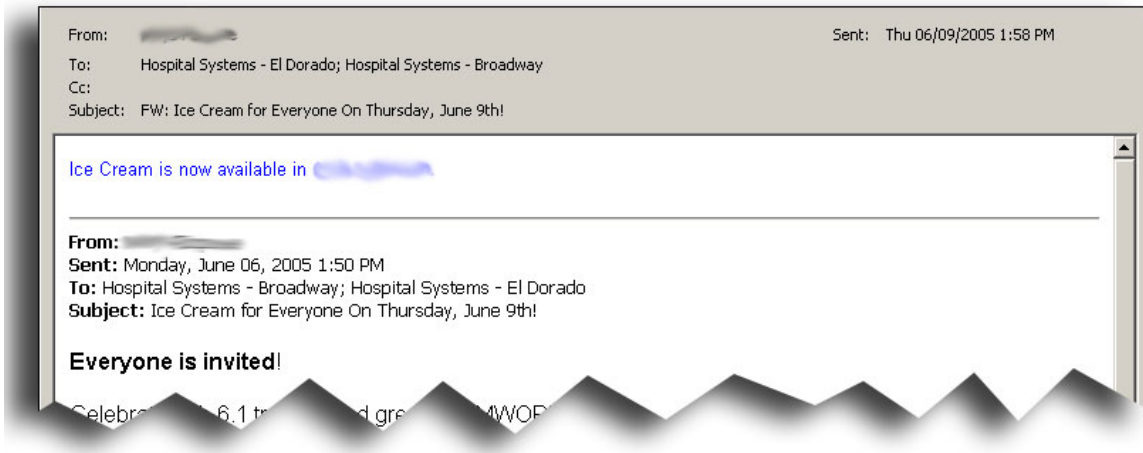 From:
Sent: Thu 06/09/2005 1:58 PM
To: Hospital Systems - El Dorado; Hospital Systems - Broadway
Cc:
Subject: FW: Ice Cream for Everyone On Thursday, June 9th!
Ice Cream is now available in
From:
Sent: Monday, June 06, 2005 1:50 PM
To: Hospital Systems - Broadway; Hospital Systems - El Dorado
Subject: Ice Cream for Everyone On Thursday, June 9th!
Everyone is invited!
6.1